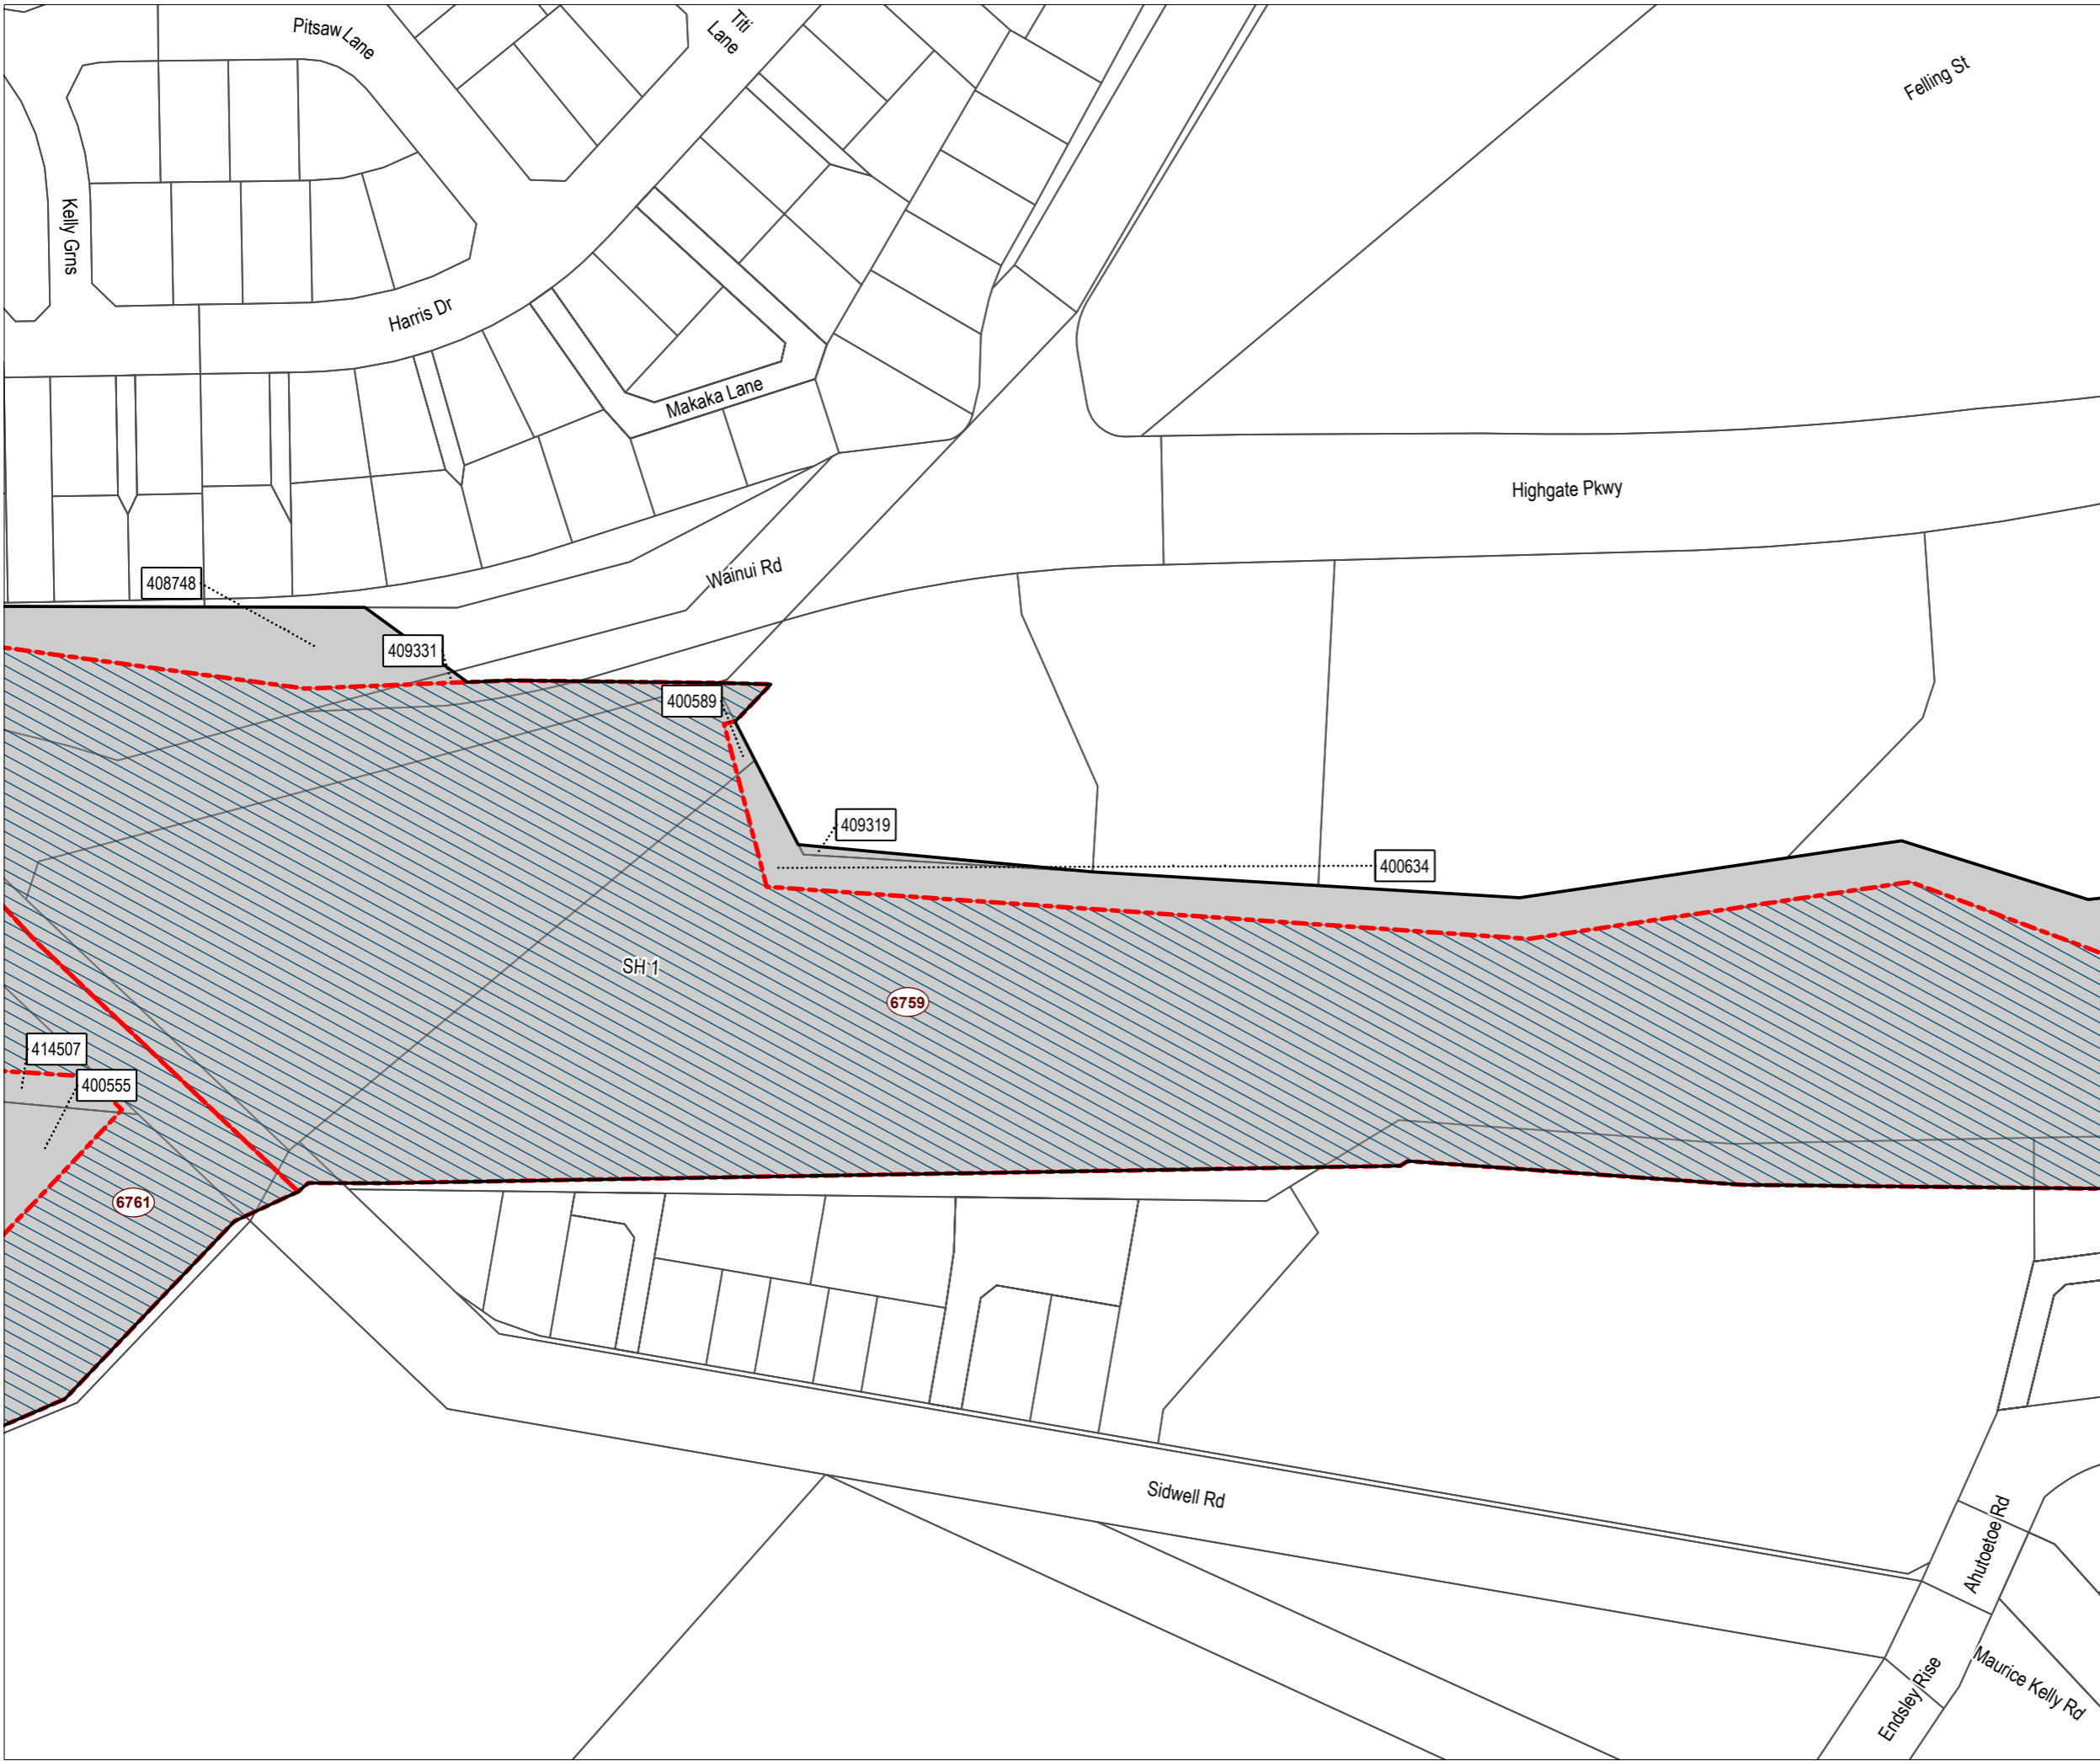 Pitsaw Lane
Titi
Lane
Felling St
Kelly Grns
Harris Dr
Makaka Lane
Highgate Pkwy
Wainui Rd
408748
409331
400589
409319
400634
SH 1
6759
414507
400555
6761
Sidwell Rd
Ahutoetoe Rd
Endsley Rise
Maurice Kelly Rd